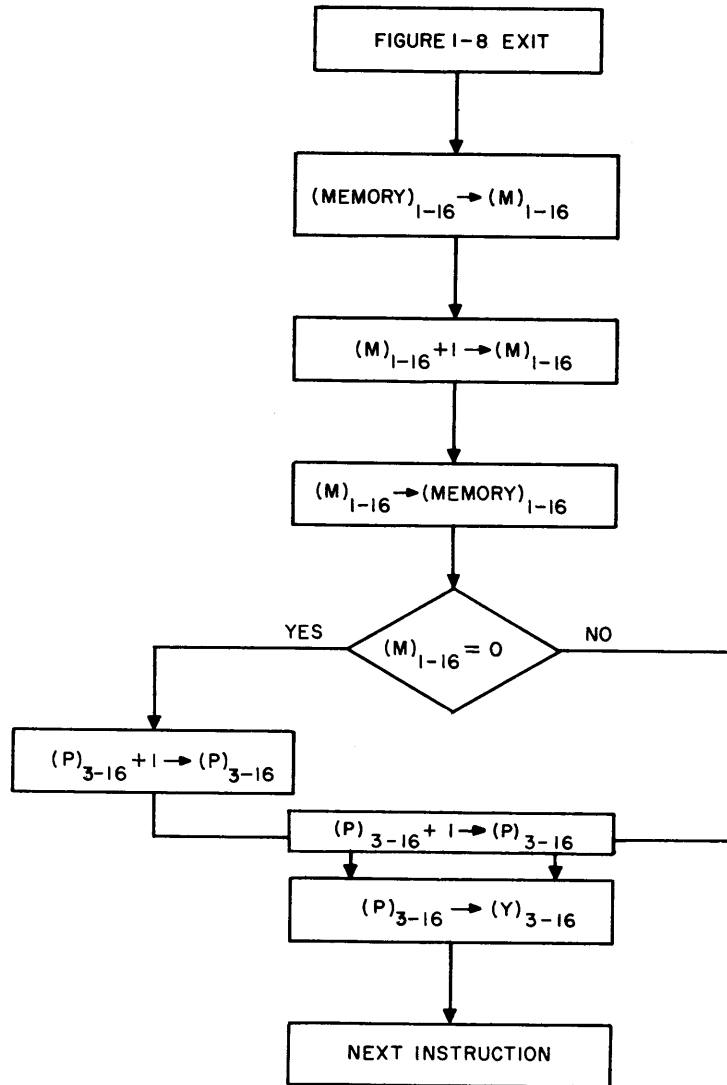 FIGURE 1-8 EXIT
(MEMORY)1-16 → (M)1-16
(M)1-16 +1 → (M)1-16
(M)1-16 → (MEMORY)1-16
YES
(M)1-16 = 0
NO
(P)3-16 +1 → (P)3-16
(P)3-16 + 1 → (P)3-16
(P)3-16 → (Y)3-16
NEXT INSTRUCTION